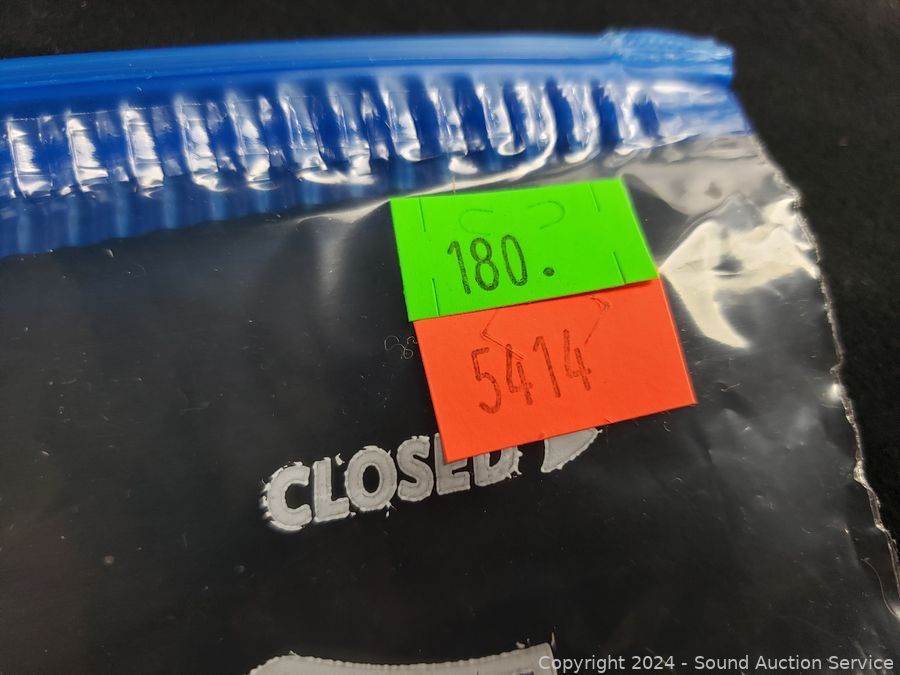 180.
5414
CLOSED
Copyright 2024 - Sound Auction Service